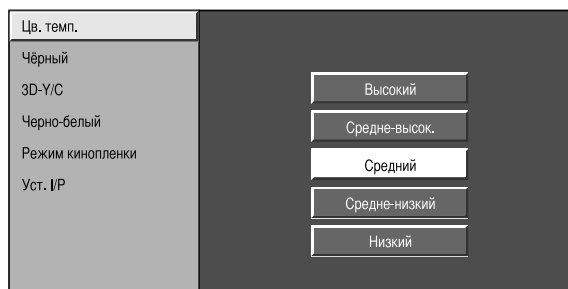 Цв. темп.
Чёрный
3D-Y/C
Черно-белый
Режим кинопленки
Уст. I/P
Высокий
Средне-высок.
Средний
Средне-низкий
Низкий